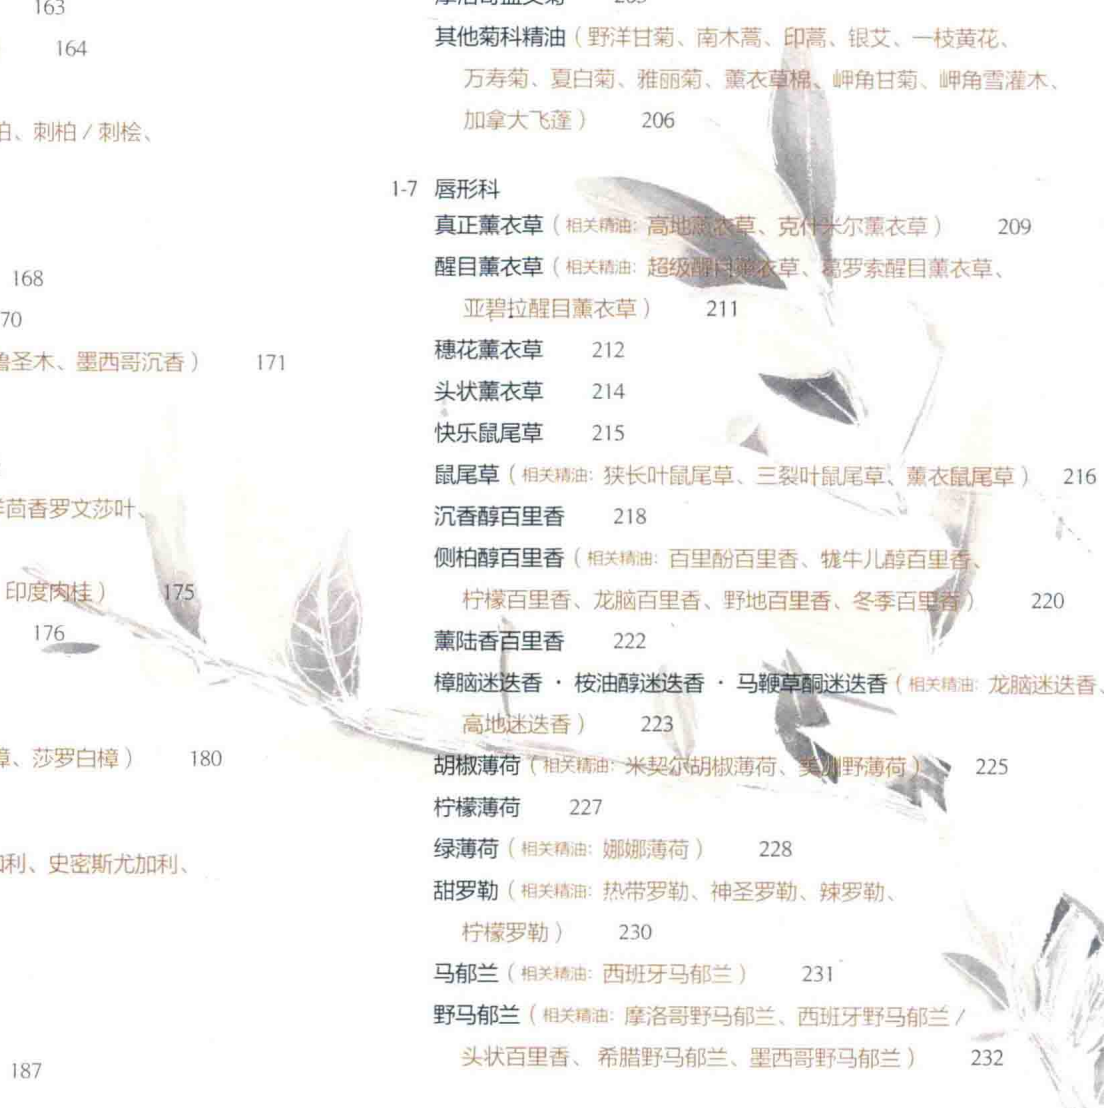 163
164
、刺柏 / 刺桧、
168
70
圣木、墨西哥沉香） 171
茴香罗文莎叶、
印度肉桂） 175
176
、莎罗白樟） 180
利、史密斯尤加利、
187
其他菊科精油（野洋甘菊、南木蒿、印蒿、银艾、一枝黄花、
万寿菊、夏白菊、雅丽菊、薰衣草棉、岬角甘菊、岬角雪灌木、
加拿大飞蓬） 206
1-7 唇形科
真正薰衣草（相关精油: 高地薰衣草、克什米尔薰衣草） 209
醒目薰衣草（相关精油: 超级醒目薰衣草、葛罗索醒目薰衣草、
亚碧拉醒目薰衣草） 211
穗花薰衣草 212
头状薰衣草 214
快乐鼠尾草 215
鼠尾草（相关精油: 狭长叶鼠尾草、三裂叶鼠尾草、薰衣鼠尾草） 216
沉香醇百里香 218
侧柏醇百里香（相关精油: 百里酚百里香、牻牛儿醇百里香、
柠檬百里香、龙脑百里香、野地百里香、冬季百里香） 220
薰陆香百里香 222
樟脑迷迭香 · 桉油醇迷迭香 · 马鞭草酮迷迭香（相关精油: 龙脑迷迭香、
高地迷迭香） 223
胡椒薄荷（相关精油: 米契尔胡椒薄荷、美洲野薄荷） 225
柠檬薄荷 227
绿薄荷（相关精油: 娜娜薄荷） 228
甜罗勒（相关精油: 热带罗勒、神圣罗勒、辣罗勒、
柠檬罗勒） 230
马郁兰（相关精油: 西班牙马郁兰） 231
野马郁兰（相关精油: 摩洛哥野马郁兰、西班牙野马郁兰 /
头状百里香、希腊野马郁兰、墨西哥野马郁兰） 232